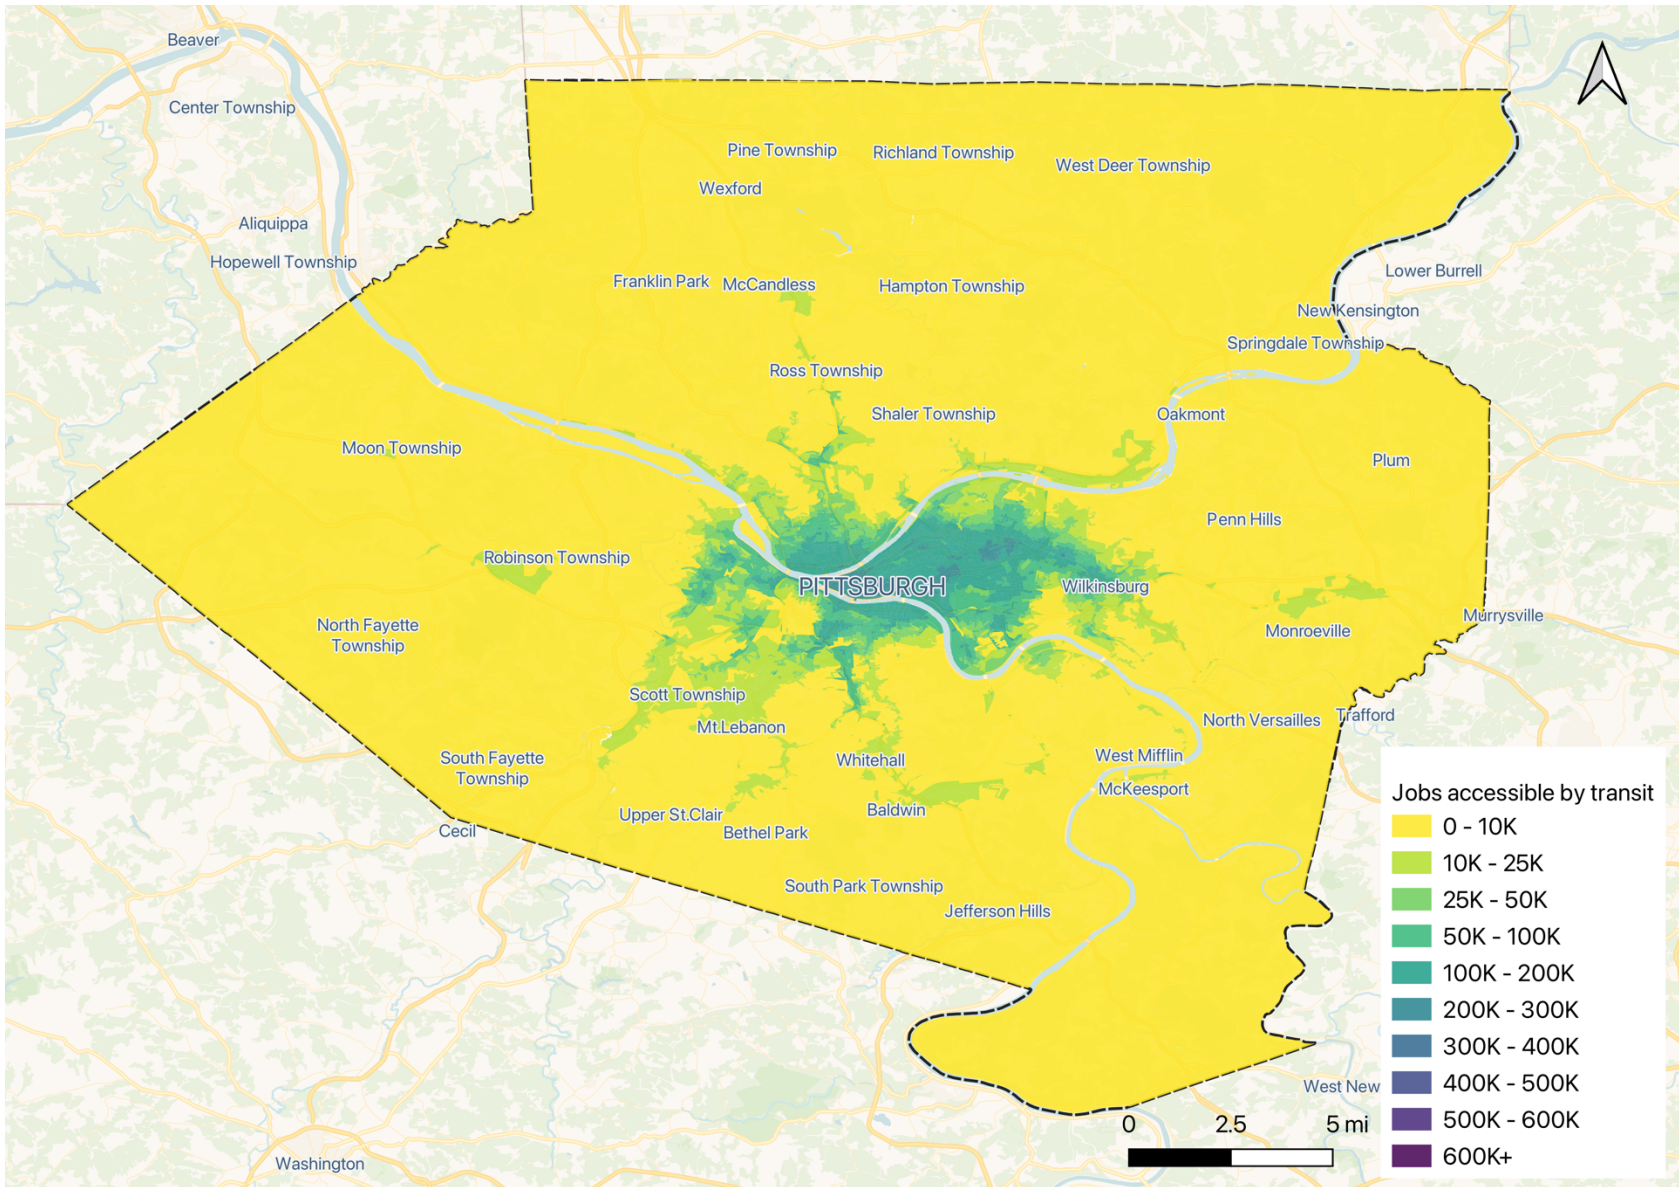 Beaver
Center Township
Pine Township
Richland Township
West Deer Township
Wexford
Aliquippa
Hopewell Township
Lower Burrell
Franklin Park
McCandless
Hampton Township
New Kensington
Springdale Township
Ross Township
Shaler Township
Oakmont
Moon Township
Plum
Penn Hills
Robinson Township
PITTSBURGH
Wilkinsburg
Murrysville
North Fayette
Township
Monroeville
Scott Township
Mt.Lebanon
North Versailles
Trafford
South Fayette
Township
Whitehall
West Mifflin
McKeesport
Upper St.Clair
Baldwin
Cecil
Bethel Park
South Park Township
Jefferson Hills
West New
Washington
0
2.5
5 mi
Jobs accessible by transit
0 - 10K
10K - 25K
25K - 50K
50K - 100K
100K - 200K
200K - 300K
300K - 400K
400K - 500K
500K - 600K
600K+